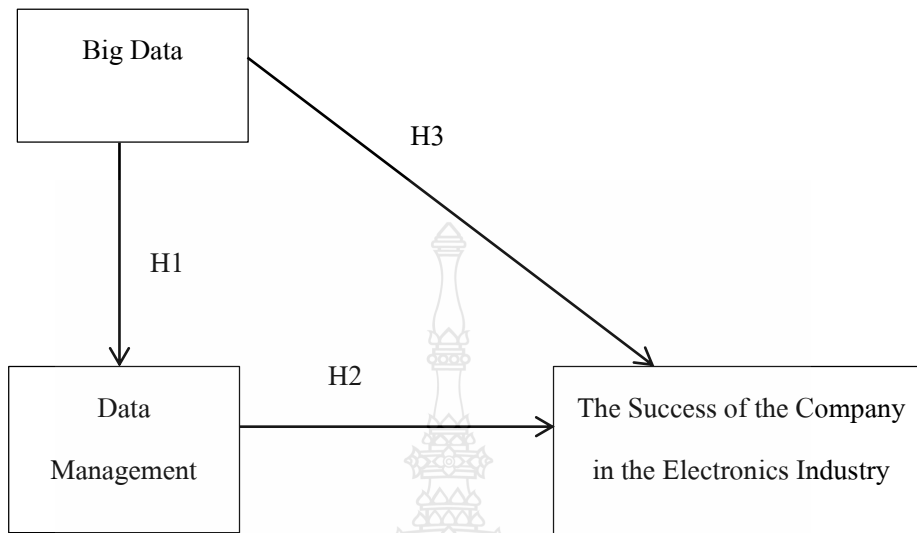 Big Data
H3
H1
H2
Data
Management
The Success of the Company
in the Electronics Industry